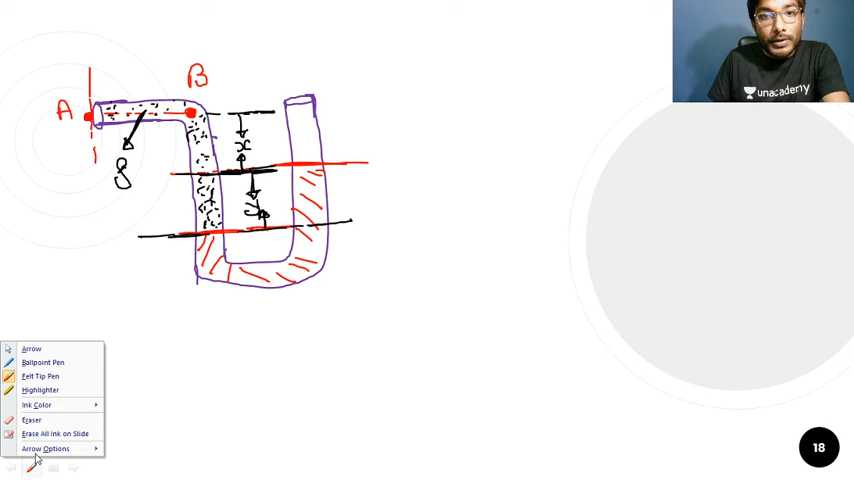 B
A
unacademy
x
y
Arrow
Ballpoint Pen
Felt Tip Pen
Highlighter
Ink Color
Eraser
Erase All Ink on Slide
Arrow Options
18